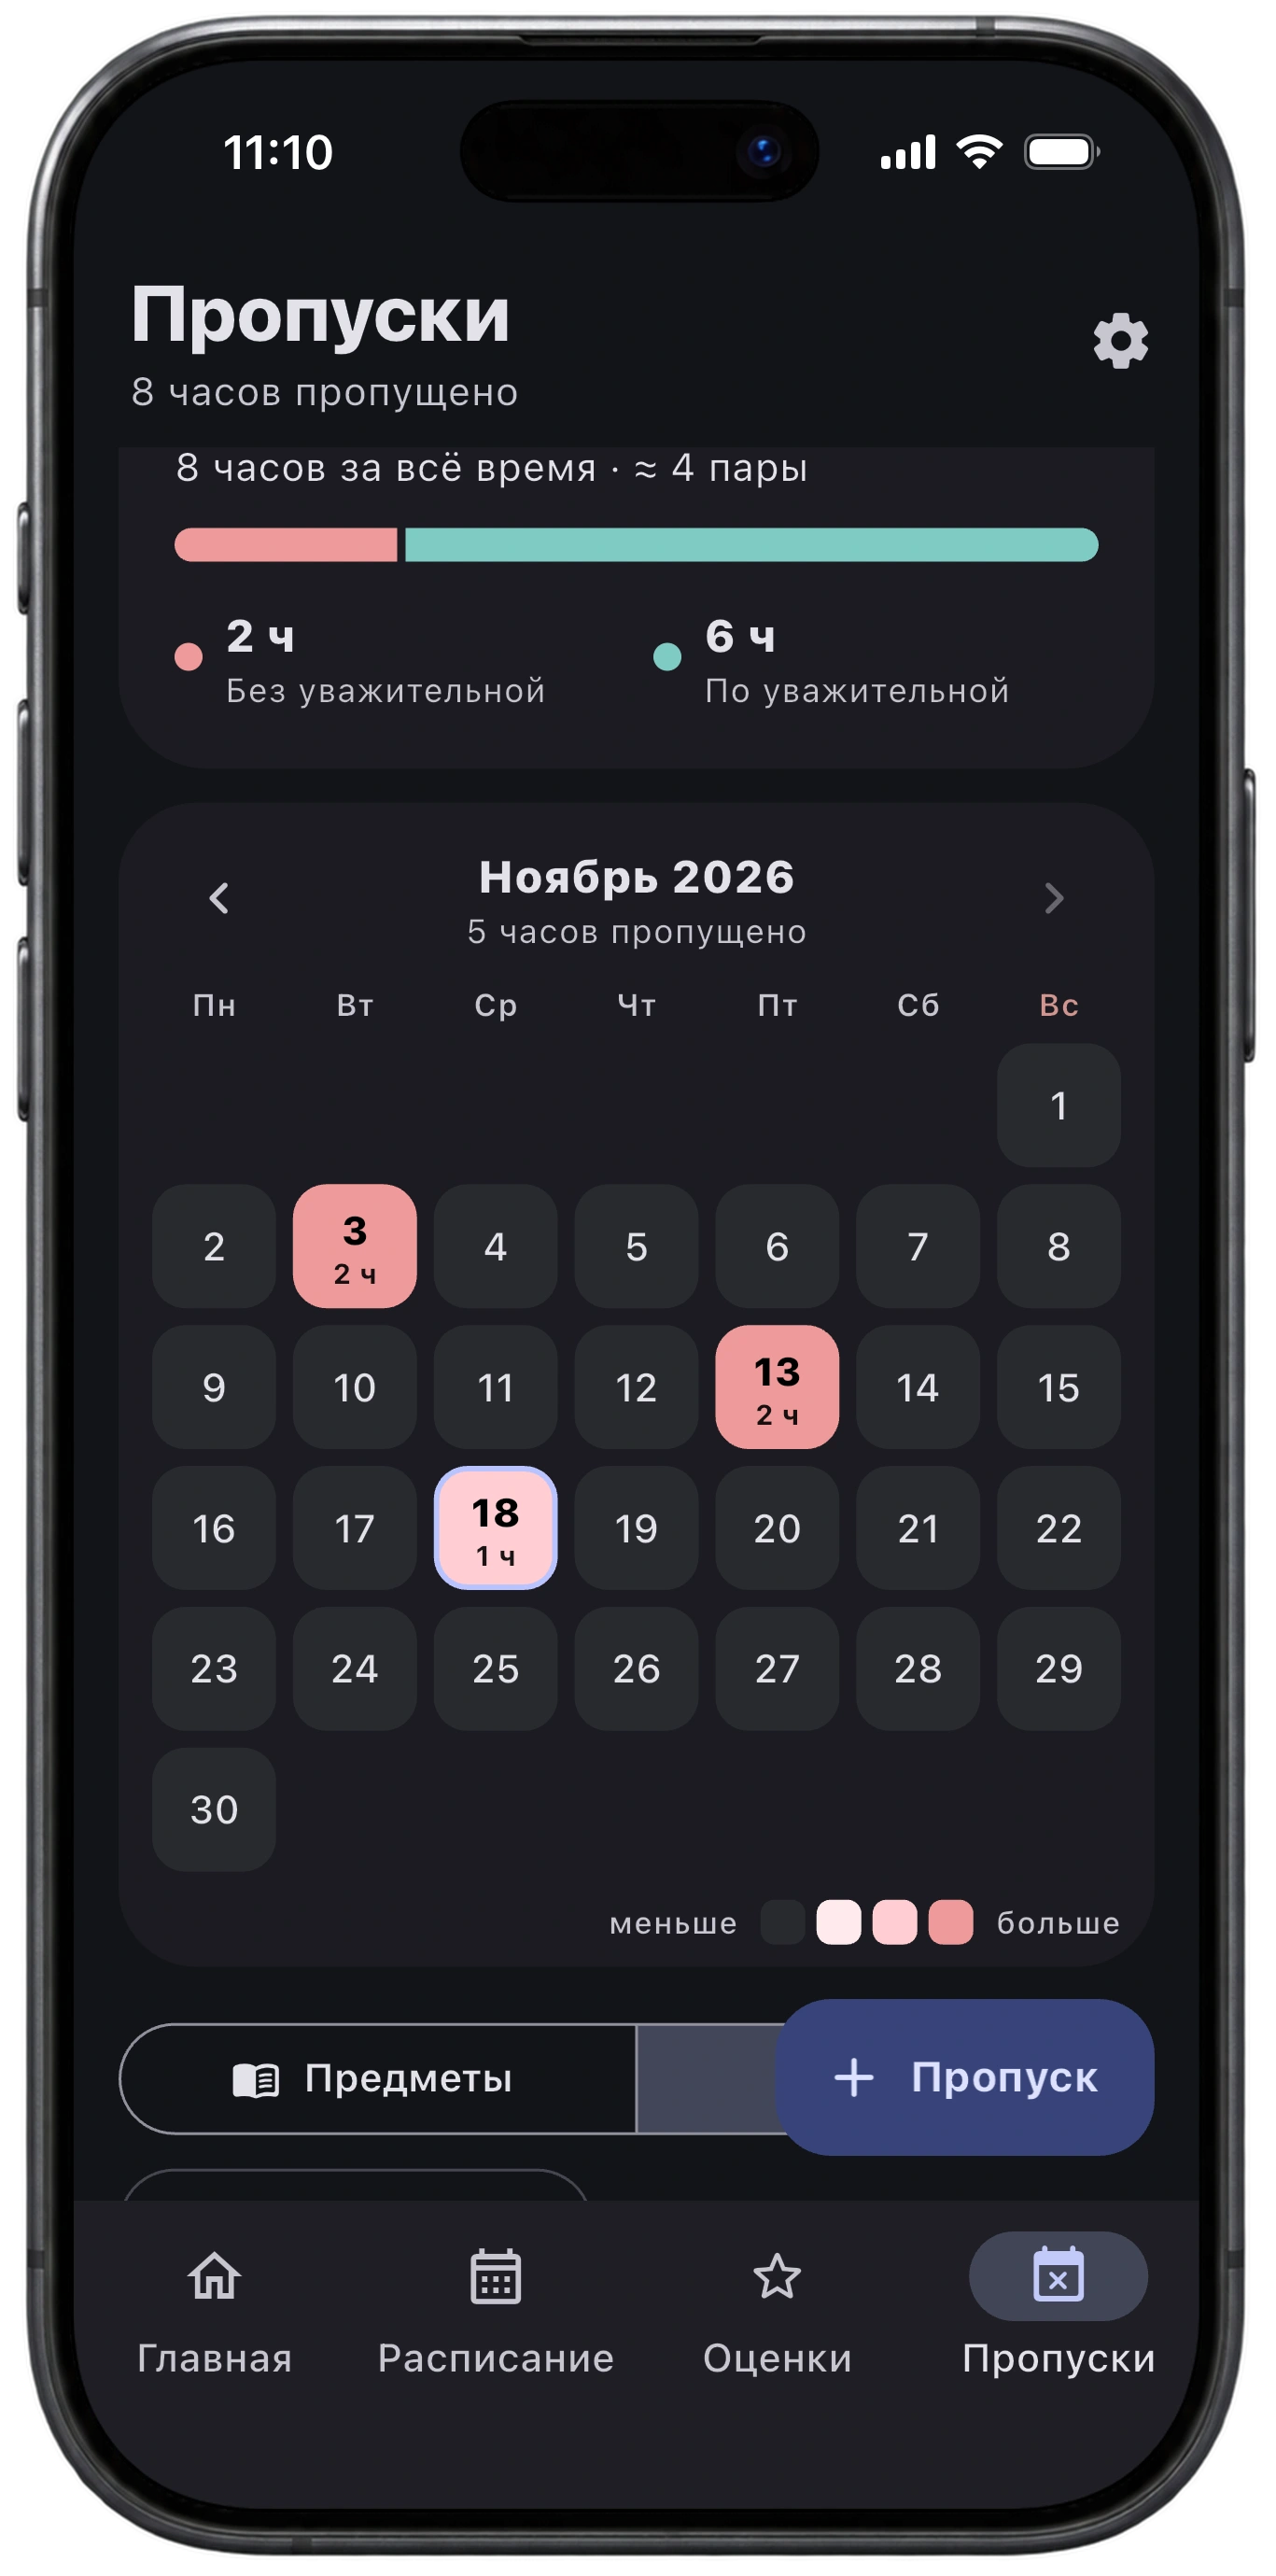 11:10
Пропуски
8 часов пропущено
8 часов за всё время · ≈ 4 пары
2 ч
Без уважительной
6 ч
По уважительной
Ноябрь 2026
5 часов пропущено
Пн Вт Ср Чт Пт Сб Вс
1
2 3 4 5 6 7 8
2 ч
9 10 11 12 13 14 15
2 ч
16 17 18 19 20 21 22
1 ч
23 24 25 26 27 28 29
30
меньше больше
Предметы
+ Пропуск
Главная Расписание Оценки Пропуски